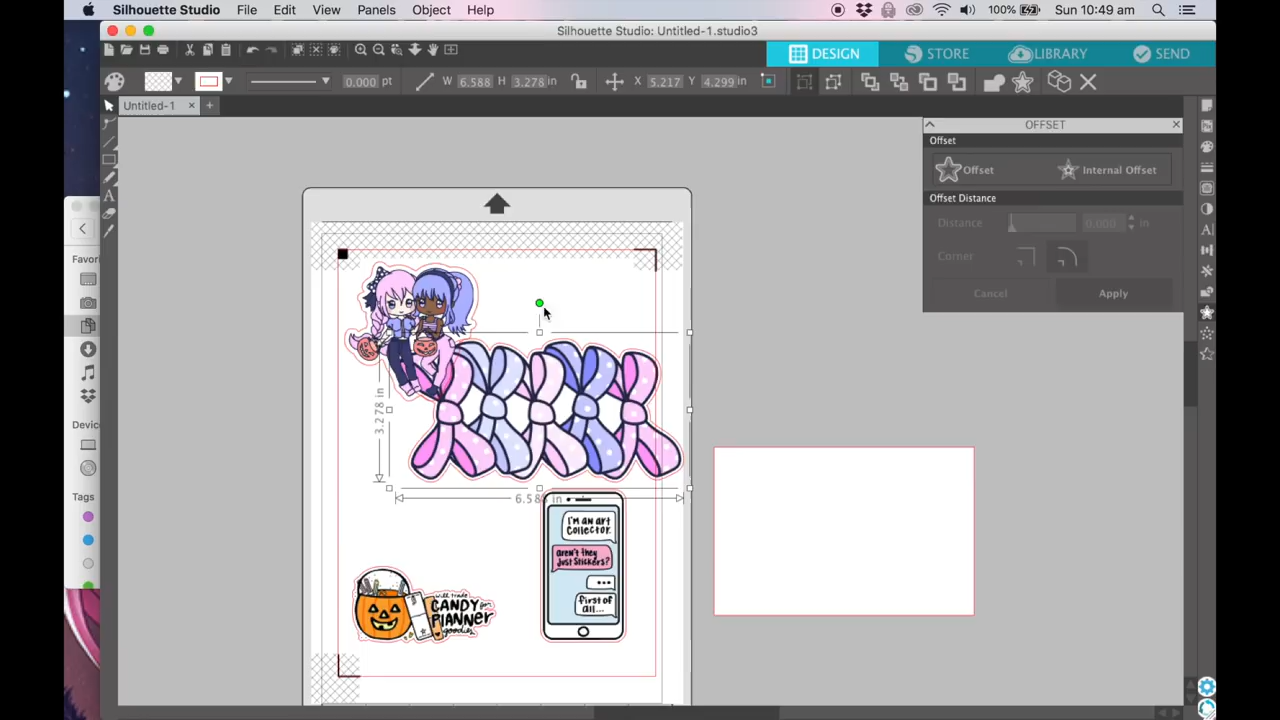 Silhouette Studio File Edit View Panels Object Help 100% Sun 10:49 am
Silhouette Studio: Untitled-1.studio3
DESIGN STORE LIBRARY SEND
0.000 pt W 6.588 H 3.278 in X 5.217 Y 4.299 in
Untitled-1 × +
OFFSET
Offset
Offset Internal Offset
Offset Distance
Distance 0.000 in
Corner
Cancel Apply
Favori
Device
Tags
3.278 in
I'm an art
collector.
aren't they
just stickers?
...
first of
all...
will trade
CANDY for
PLANNER
goodies